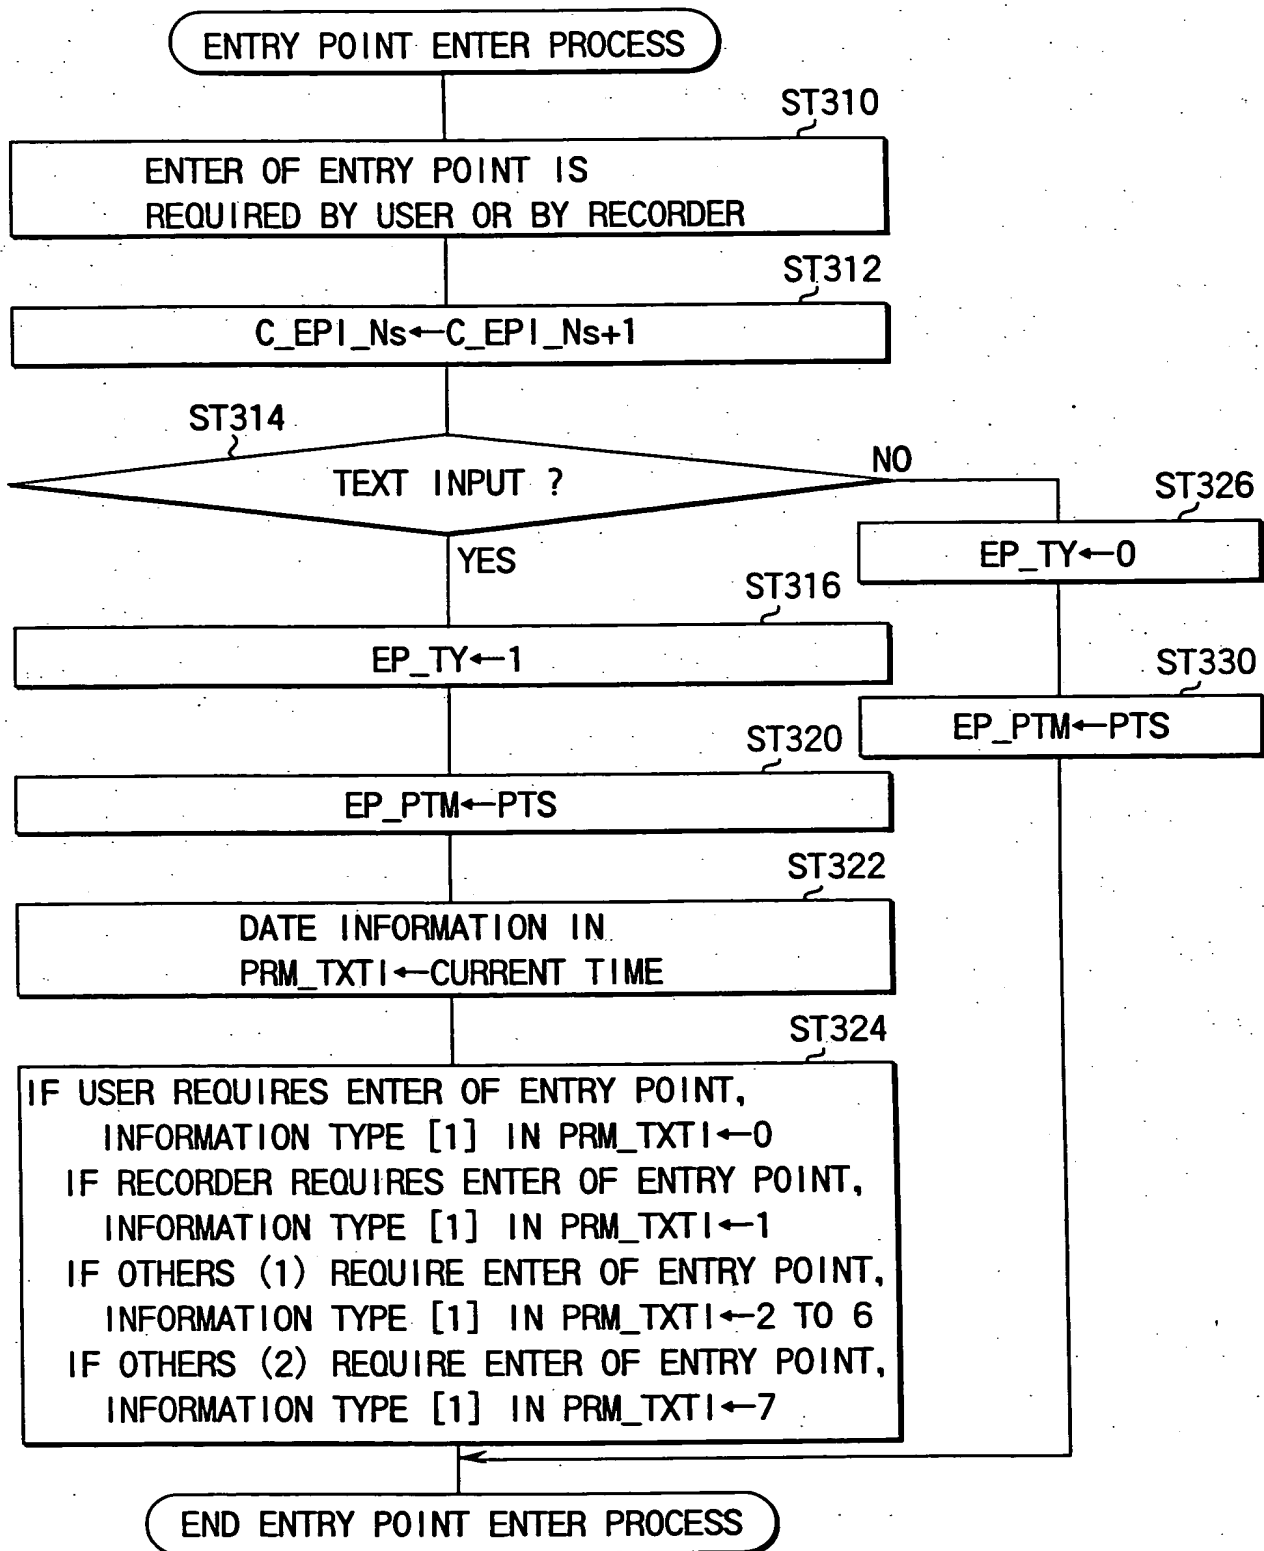 ENTRY POINT ENTER PROCESS
ST310
ENTER OF ENTRY POINT IS
REQUIRED BY USER OR BY RECORDER
ST312
C_EPI_Ns←C_EPI_Ns+1
ST314
TEXT INPUT ?
NO
YES
ST326
EP_TY←0
ST316
EP_TY←1
ST330
EP_PTM←PTS
ST320
EP_PTM←PTS
ST322
DATE INFORMATION IN
PRM_TXTI←CURRENT TIME
ST324
IF USER REQUIRES ENTER OF ENTRY POINT,
INFORMATION TYPE [1] IN PRM_TXTI←0
IF RECORDER REQUIRES ENTER OF ENTRY POINT,
INFORMATION TYPE [1] IN PRM_TXTI←1
IF OTHERS (1) REQUIRE ENTER OF ENTRY POINT,
INFORMATION TYPE [1] IN PRM_TXTI←2 TO 6
IF OTHERS (2) REQUIRE ENTER OF ENTRY POINT,
INFORMATION TYPE [1] IN PRM_TXTI←7
END ENTRY POINT ENTER PROCESS